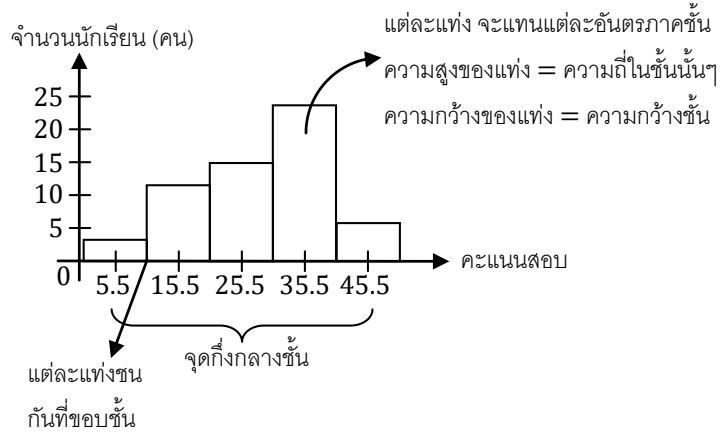 จำนวนนักเรียน (คน)
แต่ละแท่ง จะแทนแต่ละอันตรภาคชั้น
ความสูงของแท่ง = ความถี่ในชั้นนั้นๆ
ความกว้างของแท่ง = ความกว้างชั้น
25
20
15
10
5
0
5.5 15.5 25.5 35.5 45.5
คะแนนสอบ
จุดกึ่งกลางชั้น
แต่ละแท่งชน
กันที่ขอบชั้น